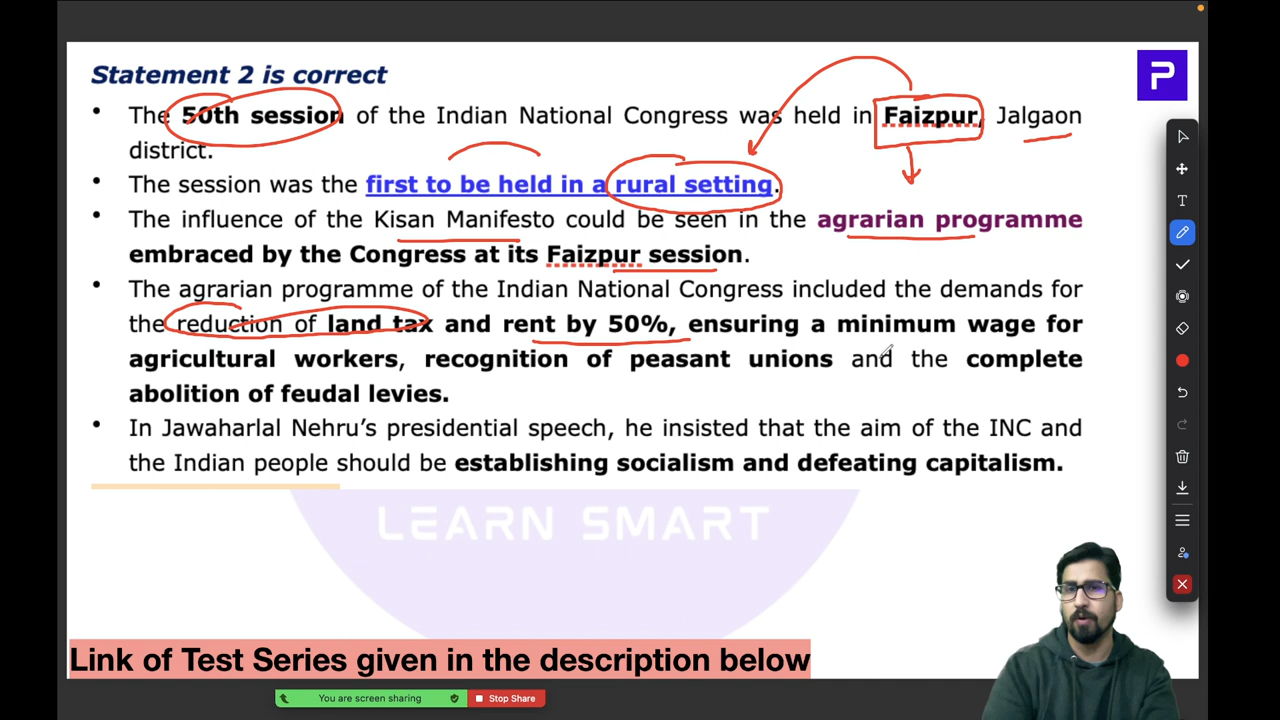 Statement 2 is correct
• The 50th session of the Indian National Congress was held in Faizpur, Jalgaon
district.
• The session was the first to be held in a rural setting.
• The influence of the Kisan Manifesto could be seen in the agrarian programme
embraced by the Congress at its Faizpur session.
• The agrarian programme of the Indian National Congress included the demands for
the reduction of land tax and rent by 50%, ensuring a minimum wage for
agricultural workers, recognition of peasant unions and the complete
abolition of feudal levies.
• In Jawaharlal Nehru’s presidential speech, he insisted that the aim of the INC and
the Indian people should be establishing socialism and defeating capitalism.
LEARN SMART
Link of Test Series given in the description below
You are screen sharing
Stop Share